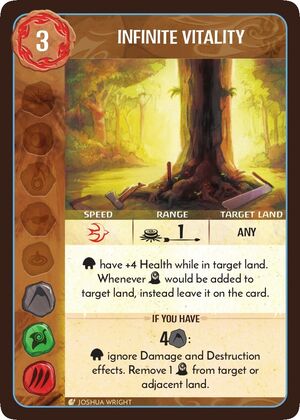 3
INFINITE VITALITY
SPEED RANGE TARGET LAND
1 ANY
have +4 Health while in target land.
Whenever would be added to
target land, instead leave it on the card.
IF YOU HAVE
4 :
ignore Damage and Destruction
effects. Remove 1 from target or
adjacent land.
JOSHUA WRIGHT